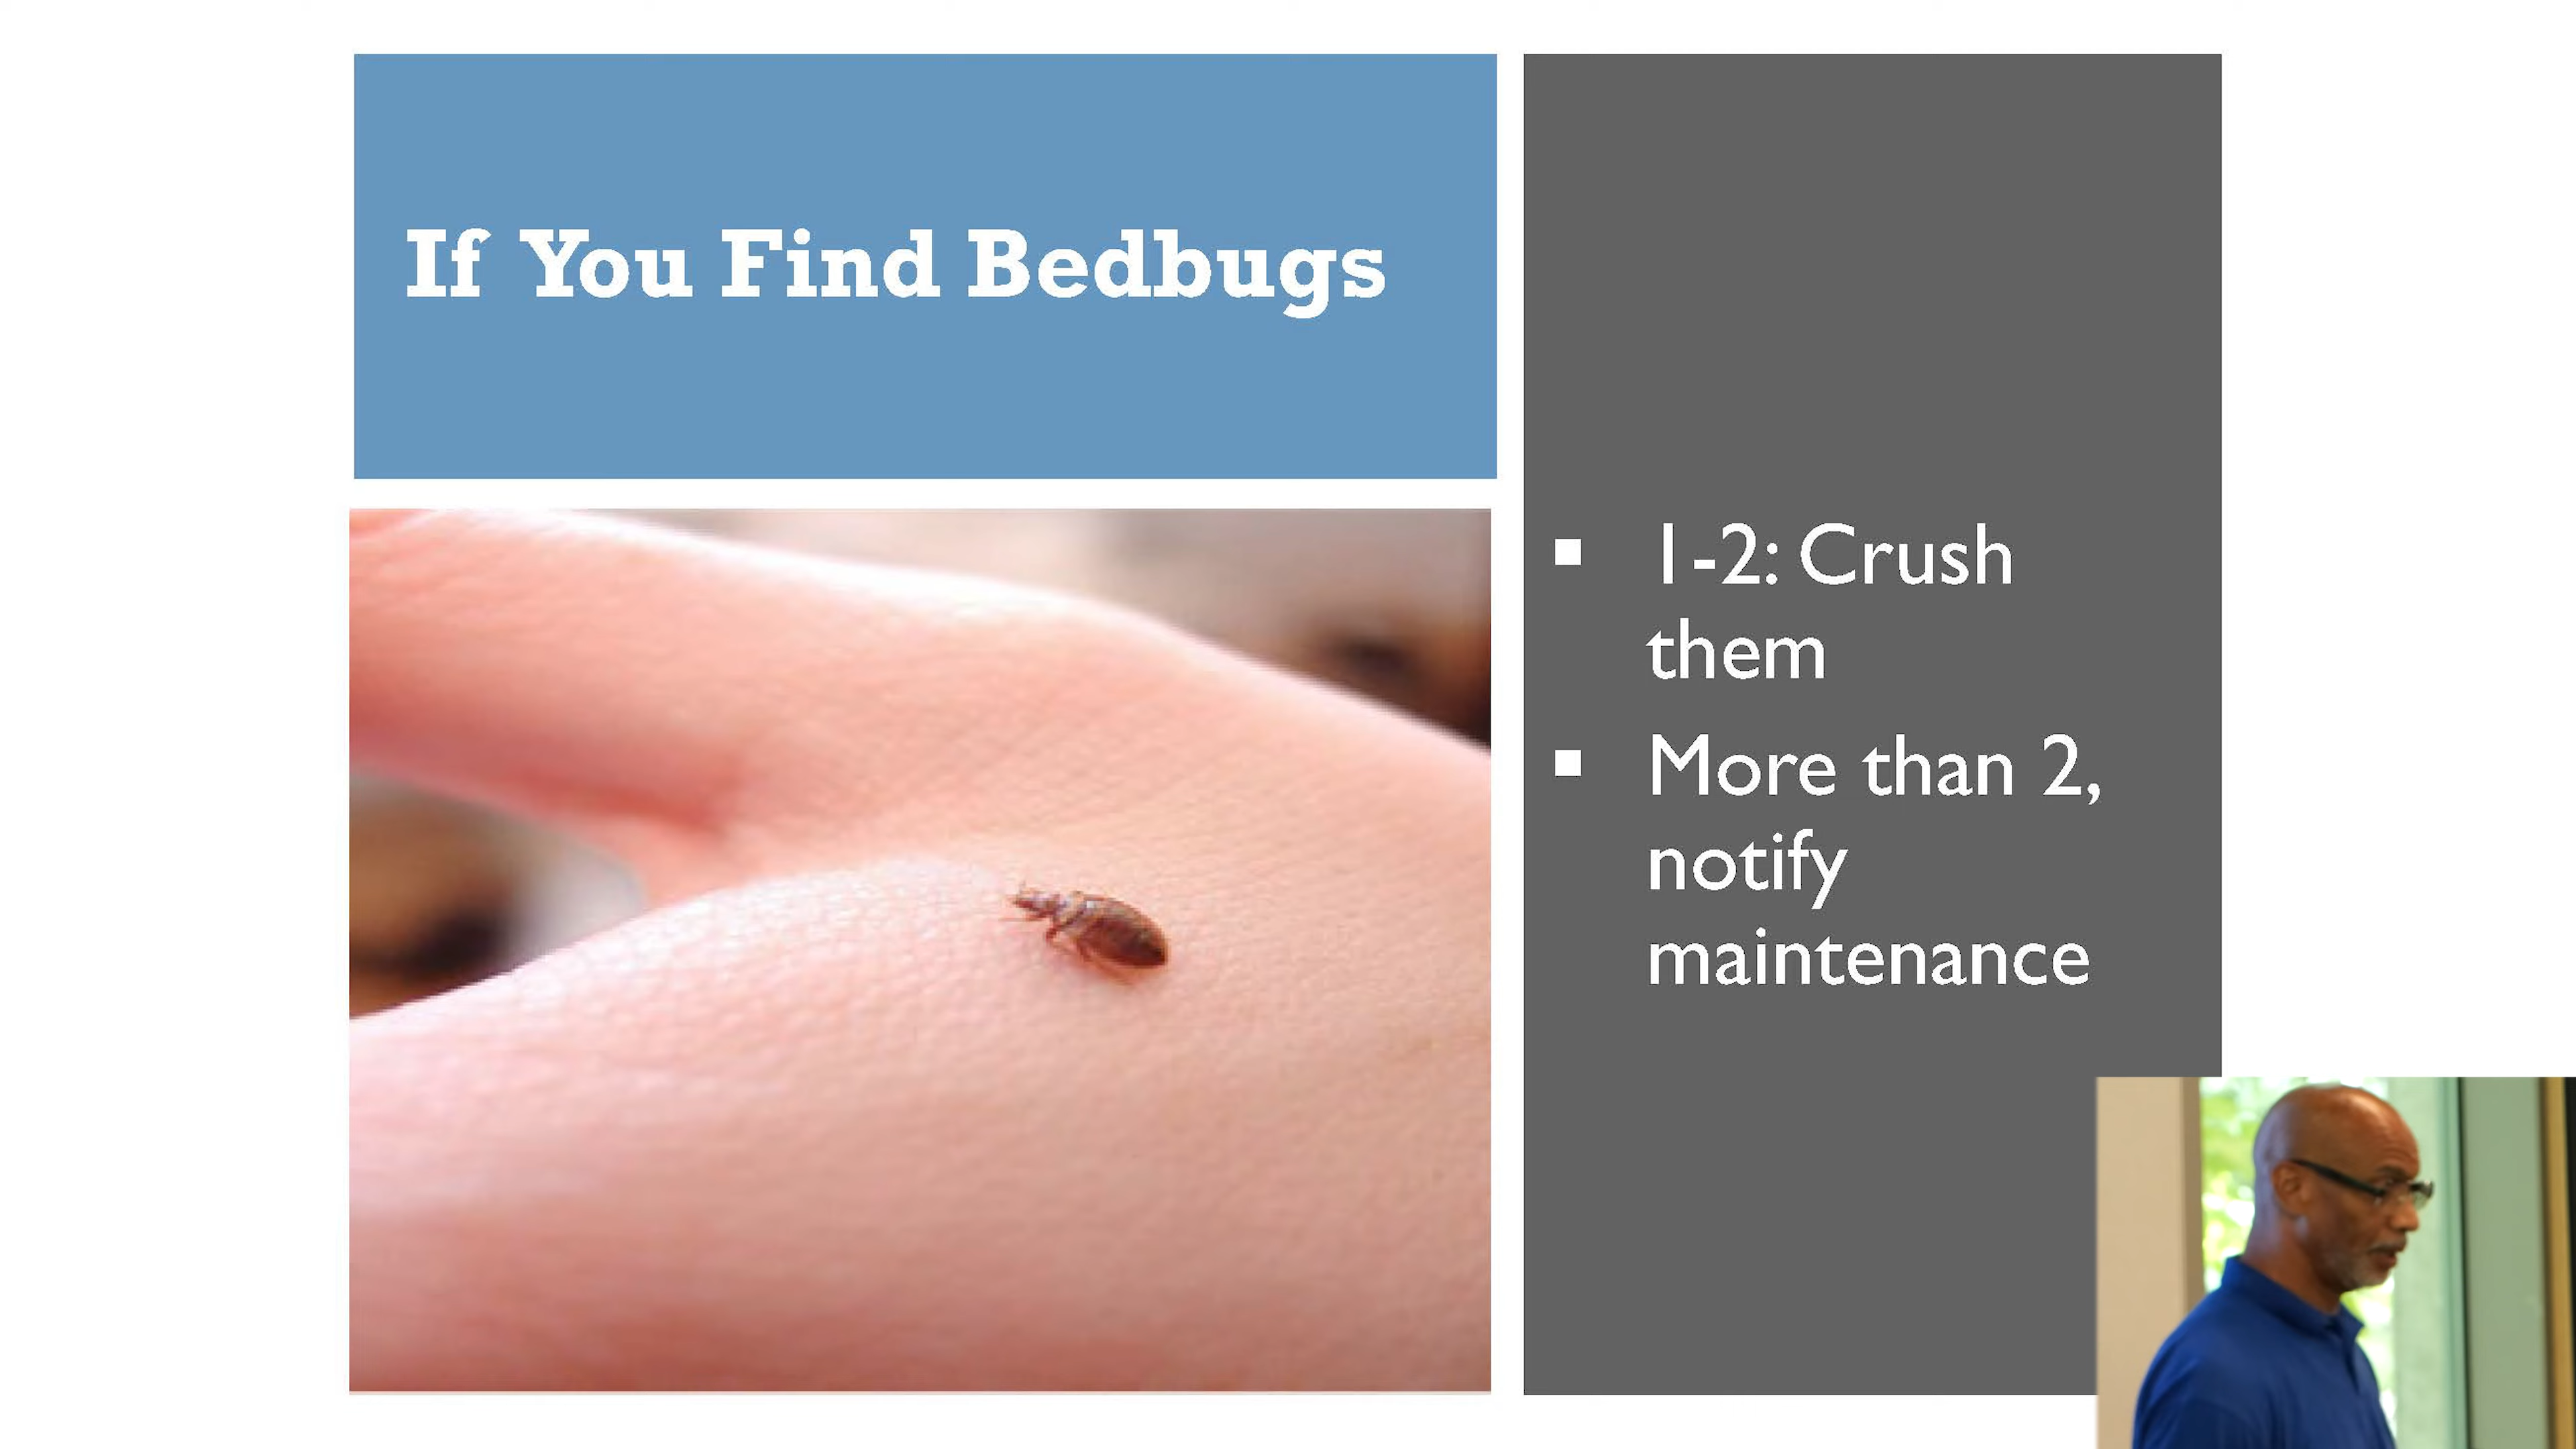 If You Find Bedbugs
1-2: Crush
them
More than 2,
notify
maintenance